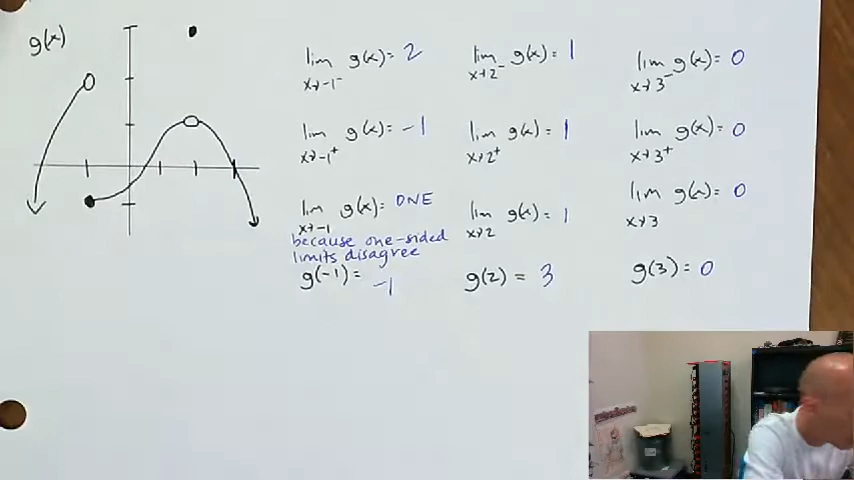 g(x)
lim g(x)= 2
x→-1⁻
lim g(x)= -1
x→-1⁺
lim g(x)= ONE
x→-1
because one-sided
limits disagree
g(-1)= -1
lim g(x)= 1
x→2⁻
lim g(x)= 1
x→2⁺
lim g(x)= 1
x→2
g(2) = 3
lim g(x)= 0
x→3⁻
lim g(x)= 0
x→3⁺
lim g(x)= 0
x→3
g(3)= 0